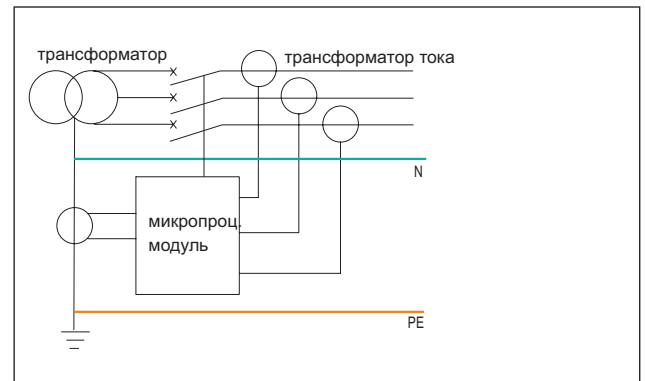 трансформатор
трансформатор тока
N
микропроц.
модуль
PE